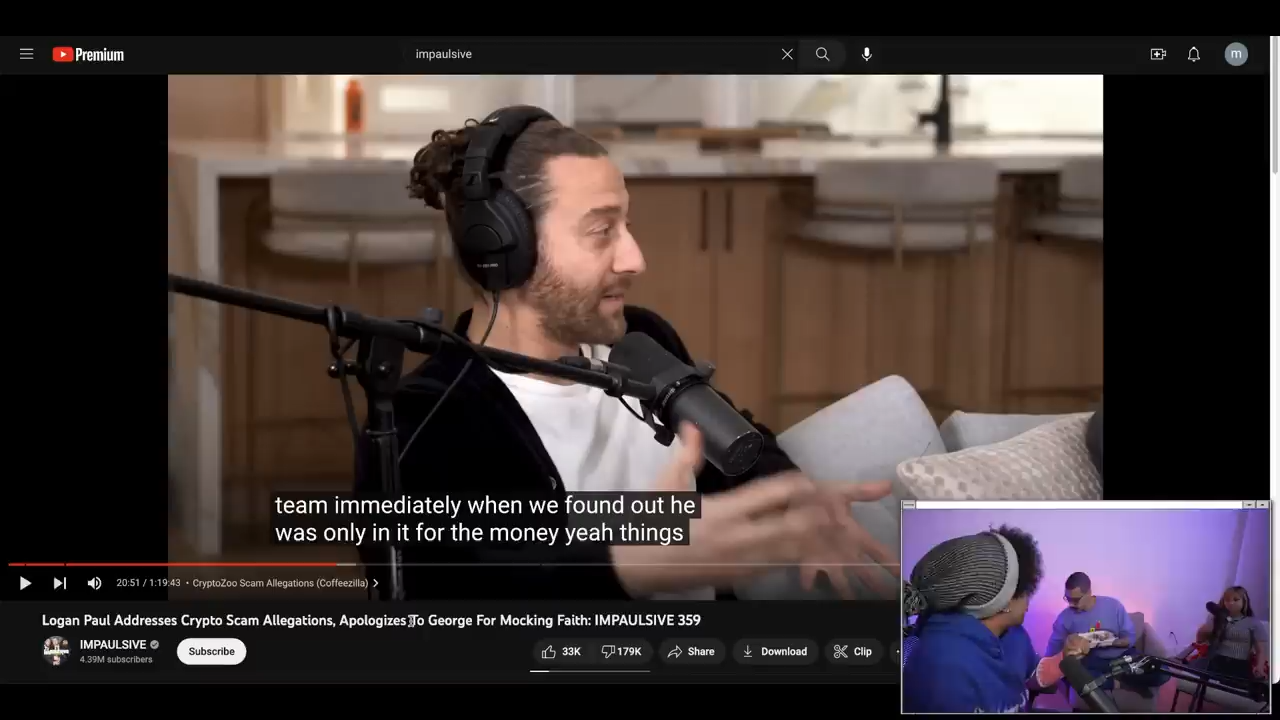 Premium
impaulsive
m
team immediately when we found out he
was only in it for the money yeah things
20:51 / 1:19:43 • CryptoZoo Scam Allegations (Coffeezilla)
Logan Paul Addresses Crypto Scam Allegations, Apologizes To George For Mocking Faith: IMPAULSIVE 359
IMPAULSIVE
4.39M subscribers
Subscribe
33K
179K
Share
Download
Clip